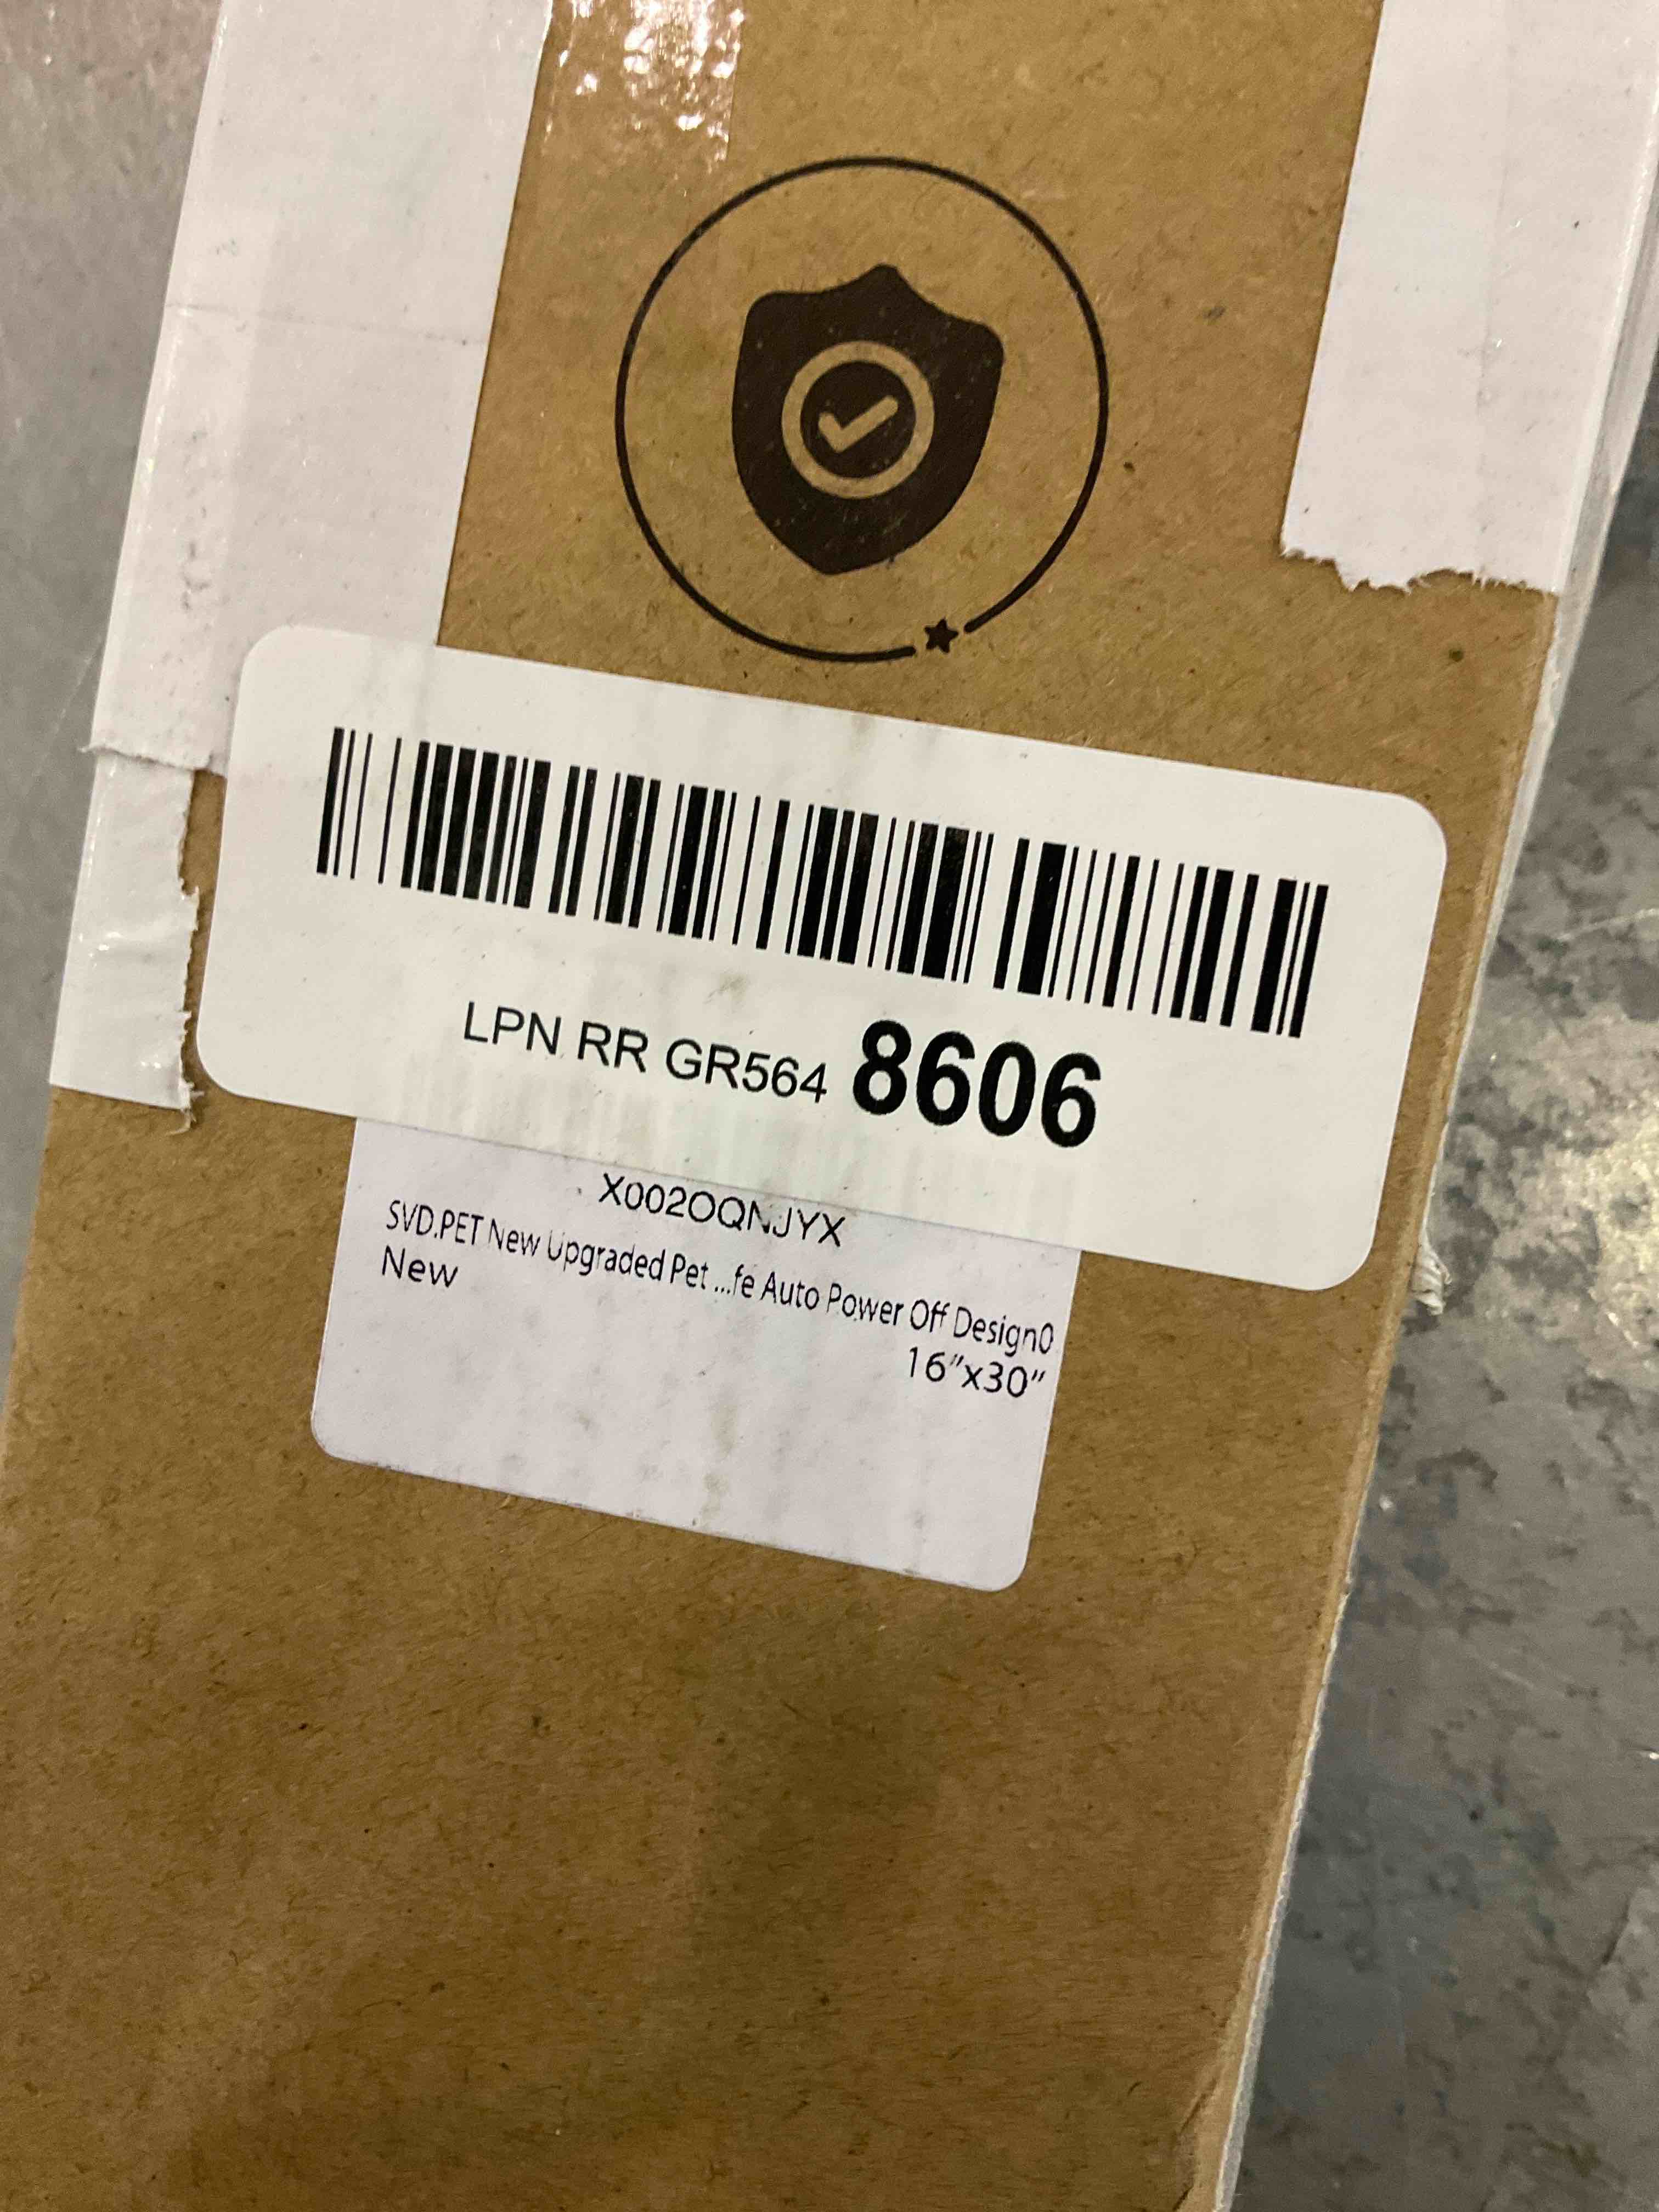 LPN RR GR564 8606
X002OQNJYX
SVD.PET New Upgraded Pet ...fe Auto Power Off Design0
New
16”x30”